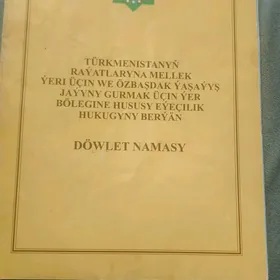 TÜRKMENISTANYŇ
RAÝATLARYNA MELLEK
ÝERI ÜÇIN WE ÖZBAŞDAK ÝAŞAÝYŞ
JAÝYNY GURMAK ÜÇIN ÝER
BÖLEGINE HUSUSY EÝEÇILIK
HUKUGYNY BERÝÄN
DÖWLET NAMASY